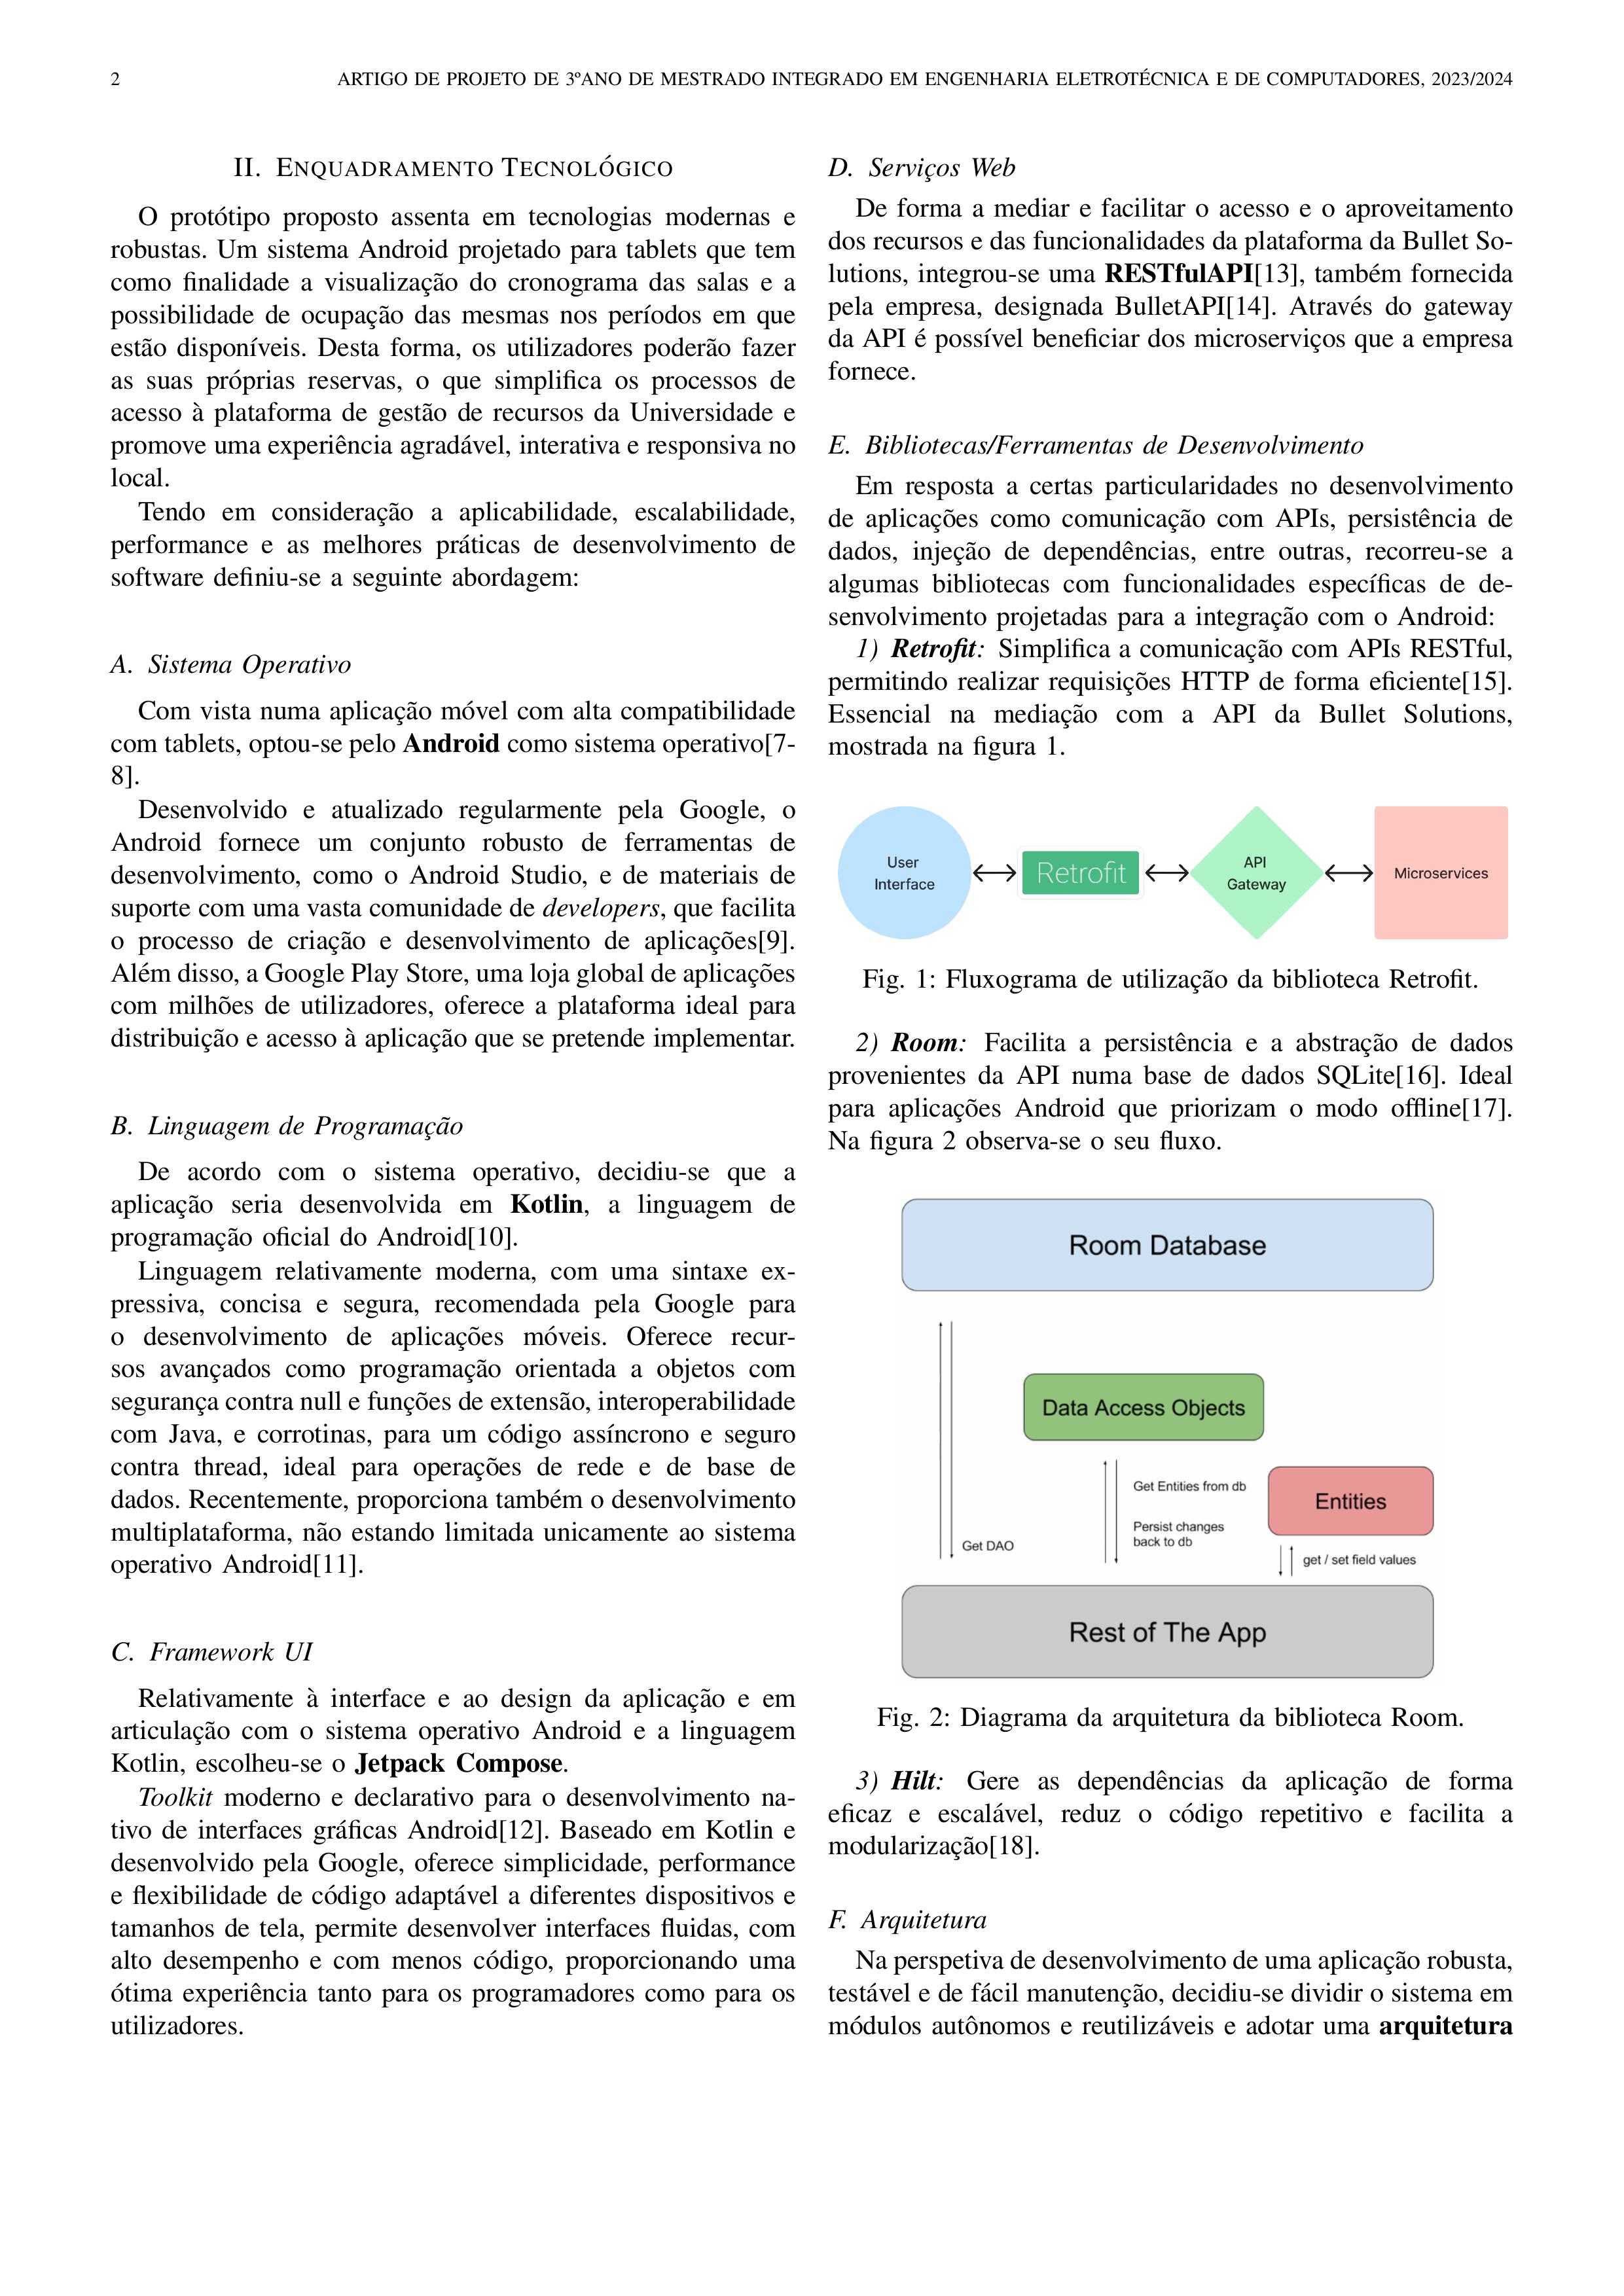 2
ARTIGO DE PROJETO DE 3ºANO DE MESTRADO INTEGRADO EM ENGENHARIA ELETROTÉCNICA E DE COMPUTADORES, 2023/2024
II. ENQUADRAMENTO TECNOLÓGICO
O protótipo proposto assenta em tecnologias modernas e
robustas. Um sistema Android projetado para tablets que tem
como finalidade a visualização do cronograma das salas e a
possibilidade de ocupação das mesmas nos períodos em que
estão disponíveis. Desta forma, os utilizadores poderão fazer
as suas próprias reservas, o que simplifica os processos de
acesso à plataforma de gestão de recursos da Universidade e
promove uma experiência agradável, interativa e responsiva no
local.
Tendo em consideração a aplicabilidade, escalabilidade,
performance e as melhores práticas de desenvolvimento de
software definiu-se a seguinte abordagem:
A. Sistema Operativo
Com vista numa aplicação móvel com alta compatibilidade
com tablets, optou-se pelo Android como sistema operativo[7-
8].
Desenvolvido e atualizado regularmente pela Google, o
Android fornece um conjunto robusto de ferramentas de
desenvolvimento, como o Android Studio, e de materiais de
suporte com uma vasta comunidade de developers, que facilita
o processo de criação e desenvolvimento de aplicações[9].
Além disso, a Google Play Store, uma loja global de aplicações
com milhões de utilizadores, oferece a plataforma ideal para
distribuição e acesso à aplicação que se pretende implementar.
B. Linguagem de Programação
De acordo com o sistema operativo, decidiu-se que a
aplicação seria desenvolvida em Kotlin, a linguagem de
programação oficial do Android[10].
Linguagem relativamente moderna, com uma sintaxe ex-
pressiva, concisa e segura, recomendada pela Google para
o desenvolvimento de aplicações móveis. Oferece recur-
sos avançados como programação orientada a objetos com
segurança contra null e funções de extensão, interoperabilidade
com Java, e corrotinas, para um código assíncrono e seguro
contra thread, ideal para operações de rede e de base de
dados. Recentemente, proporciona também o desenvolvimento
multiplataforma, não estando limitada unicamente ao sistema
operativo Android[11].
C. Framework UI
Relativamente à interface e ao design da aplicação e em
articulação com o sistema operativo Android e a linguagem
Kotlin, escolheu-se o Jetpack Compose.
Toolkit moderno e declarativo para o desenvolvimento na-
tivo de interfaces gráficas Android[12]. Baseado em Kotlin e
desenvolvido pela Google, oferece simplicidade, performance
e flexibilidade de código adaptável a diferentes dispositivos e
tamanhos de tela, permite desenvolver interfaces fluidas, com
alto desempenho e com menos código, proporcionando uma
ótima experiência tanto para os programadores como para os
utilizadores.
D. Serviços Web
De forma a mediar e facilitar o acesso e o aproveitamento
dos recursos e das funcionalidades da plataforma da Bullet So-
lutions, integrou-se uma RESTfulAPI[13], também fornecida
pela empresa, designada BulletAPI[14]. Através do gateway
da API é possível beneficiar dos microserviços que a empresa
fornece.
E. Bibliotecas/Ferramentas de Desenvolvimento
Em resposta a certas particularidades no desenvolvimento
de aplicações como comunicação com APIs, persistência de
dados, injeção de dependências, entre outras, recorreu-se a
algumas bibliotecas com funcionalidades específicas de de-
senvolvimento projetadas para a integração com o Android:
1) Retrofit: Simplifica a comunicação com APIs RESTful,
permitindo realizar requisições HTTP de forma eficiente[15].
Essencial na mediação com a API da Bullet Solutions,
mostrada na figura 1.
User
Interface
Retrofit
API
Gateway
Microservices
Fig. 1: Fluxograma de utilização da biblioteca Retrofit.
2) Room: Facilita a persistência e a abstração de dados
provenientes da API numa base de dados SQLite[16]. Ideal
para aplicações Android que priorizam o modo offline[17].
Na figura 2 observa-se o seu fluxo.
Room Database
Data Access Objects
Get Entities from db
Entities
Persist changes
back to db
Get DAO
get / set field values
Rest of The App
Fig. 2: Diagrama da arquitetura da biblioteca Room.
3) Hilt: Gere as dependências da aplicação de forma
eficaz e escalável, reduz o código repetitivo e facilita a
modularização[18].
F. Arquitetura
Na perspetiva de desenvolvimento de uma aplicação robusta,
testável e de fácil manutenção, decidiu-se dividir o sistema em
módulos autônomos e reutilizáveis e adotar uma arquitetura